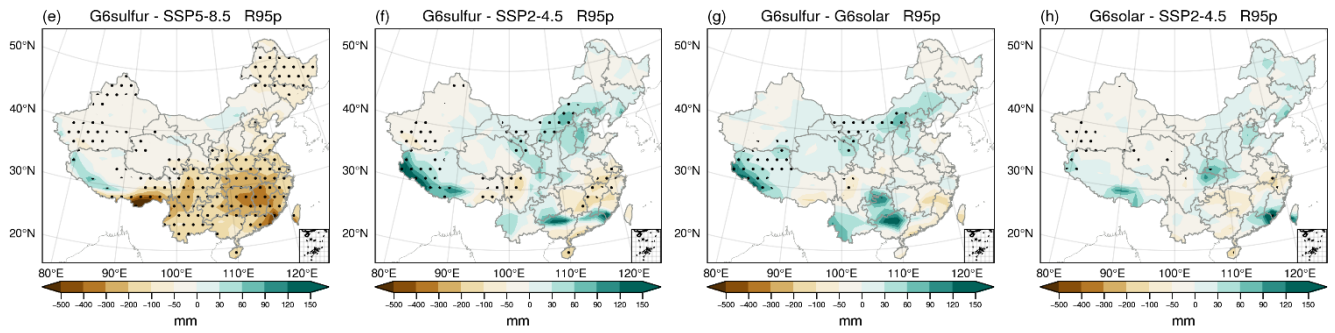 (e) G6sulfur - SSP5-8.5 R95p
(f) G6sulfur - SSP2-4.5 R95p
(g) G6sulfur - G6solar R95p
(h) G6solar - SSP2-4.5 R95p
50°N
40°N
30°N
20°N
80°E 90°E 100°E 110°E 120°E
-500 -400 -300 -200 -100 -50 0 30 60 90 120 150
mm
50°N
40°N
30°N
20°N
80°E 90°E 100°E 110°E 120°E
-500 -400 -300 -200 -100 -50 0 30 60 90 120 150
mm
50°N
40°N
30°N
20°N
80°E 90°E 100°E 110°E 120°E
-500 -400 -300 -200 -100 -50 0 30 60 90 120 150
mm
50°N
40°N
30°N
20°N
80°E 90°E 100°E 110°E 120°E
-500 -400 -300 -200 -100 -50 0 30 60 90 120 150
mm